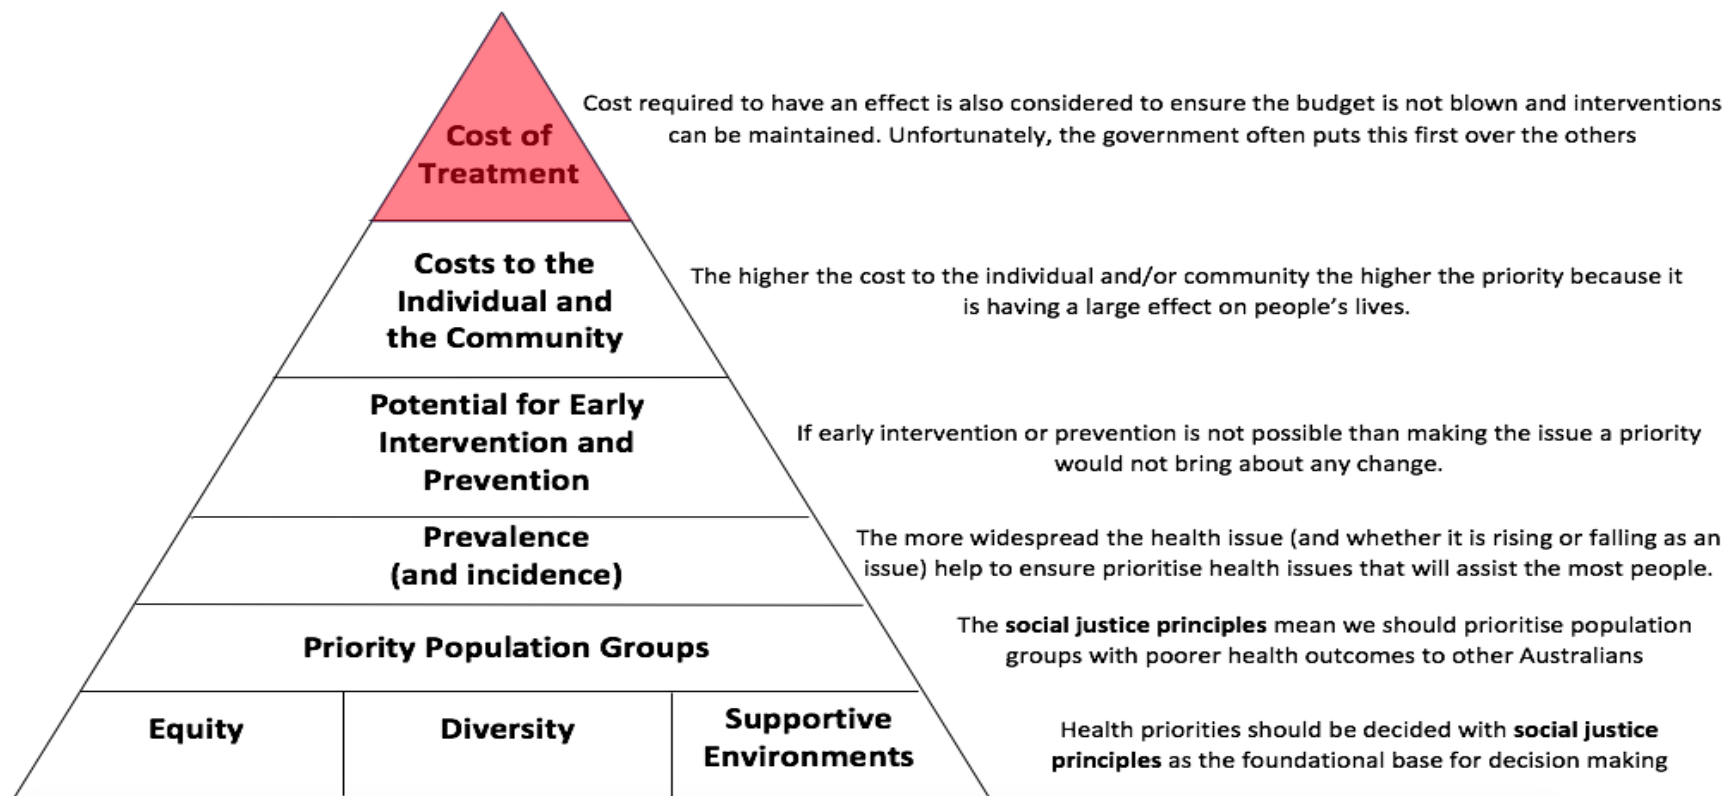 Cost of
Treatment
Cost required to have an effect is also considered to ensure the budget is not blown and interventions
can be maintained. Unfortunately, the government often puts this first over the others
Costs to the
Individual and
the Community
The higher the cost to the individual and/or community the higher the priority because it
is having a large effect on people’s lives.
Potential for Early
Intervention and
Prevention
If early intervention or prevention is not possible than making the issue a priority
would not bring about any change.
Prevalence
(and incidence)
The more widespread the health issue (and whether it is rising or falling as an
issue) help to ensure prioritise health issues that will assist the most people.
Priority Population Groups
The social justice principles mean we should prioritise population
groups with poorer health outcomes to other Australians
Equity
Diversity
Supportive
Environments
Health priorities should be decided with social justice
principles as the foundational base for decision making